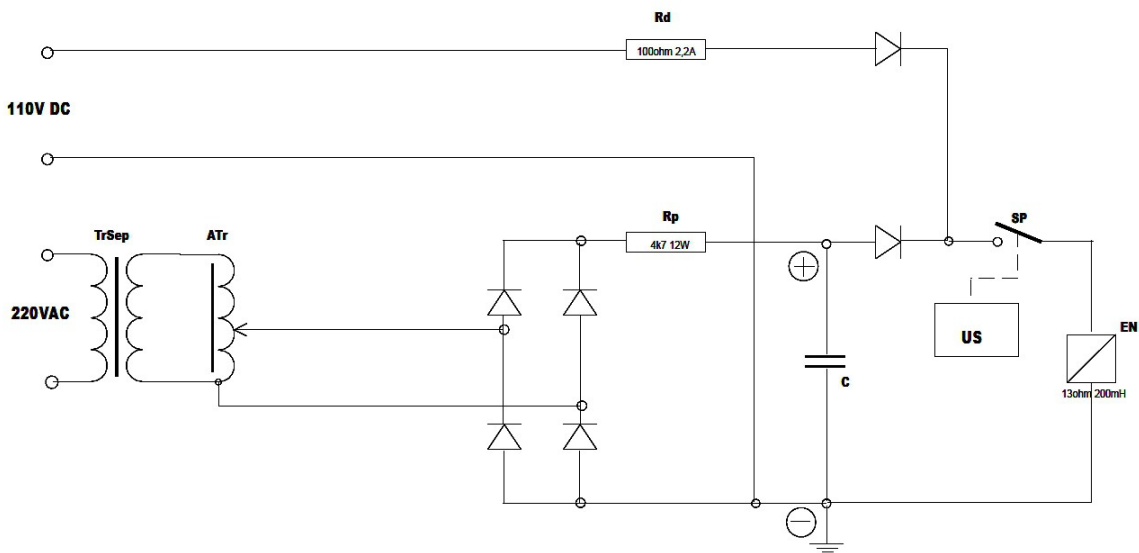 Rd
100ohm 2,2A
110V DC
Rp
4k7 12W
SP
TrSep
ATr
220VAC
US
EN
C
13ohm 200mH